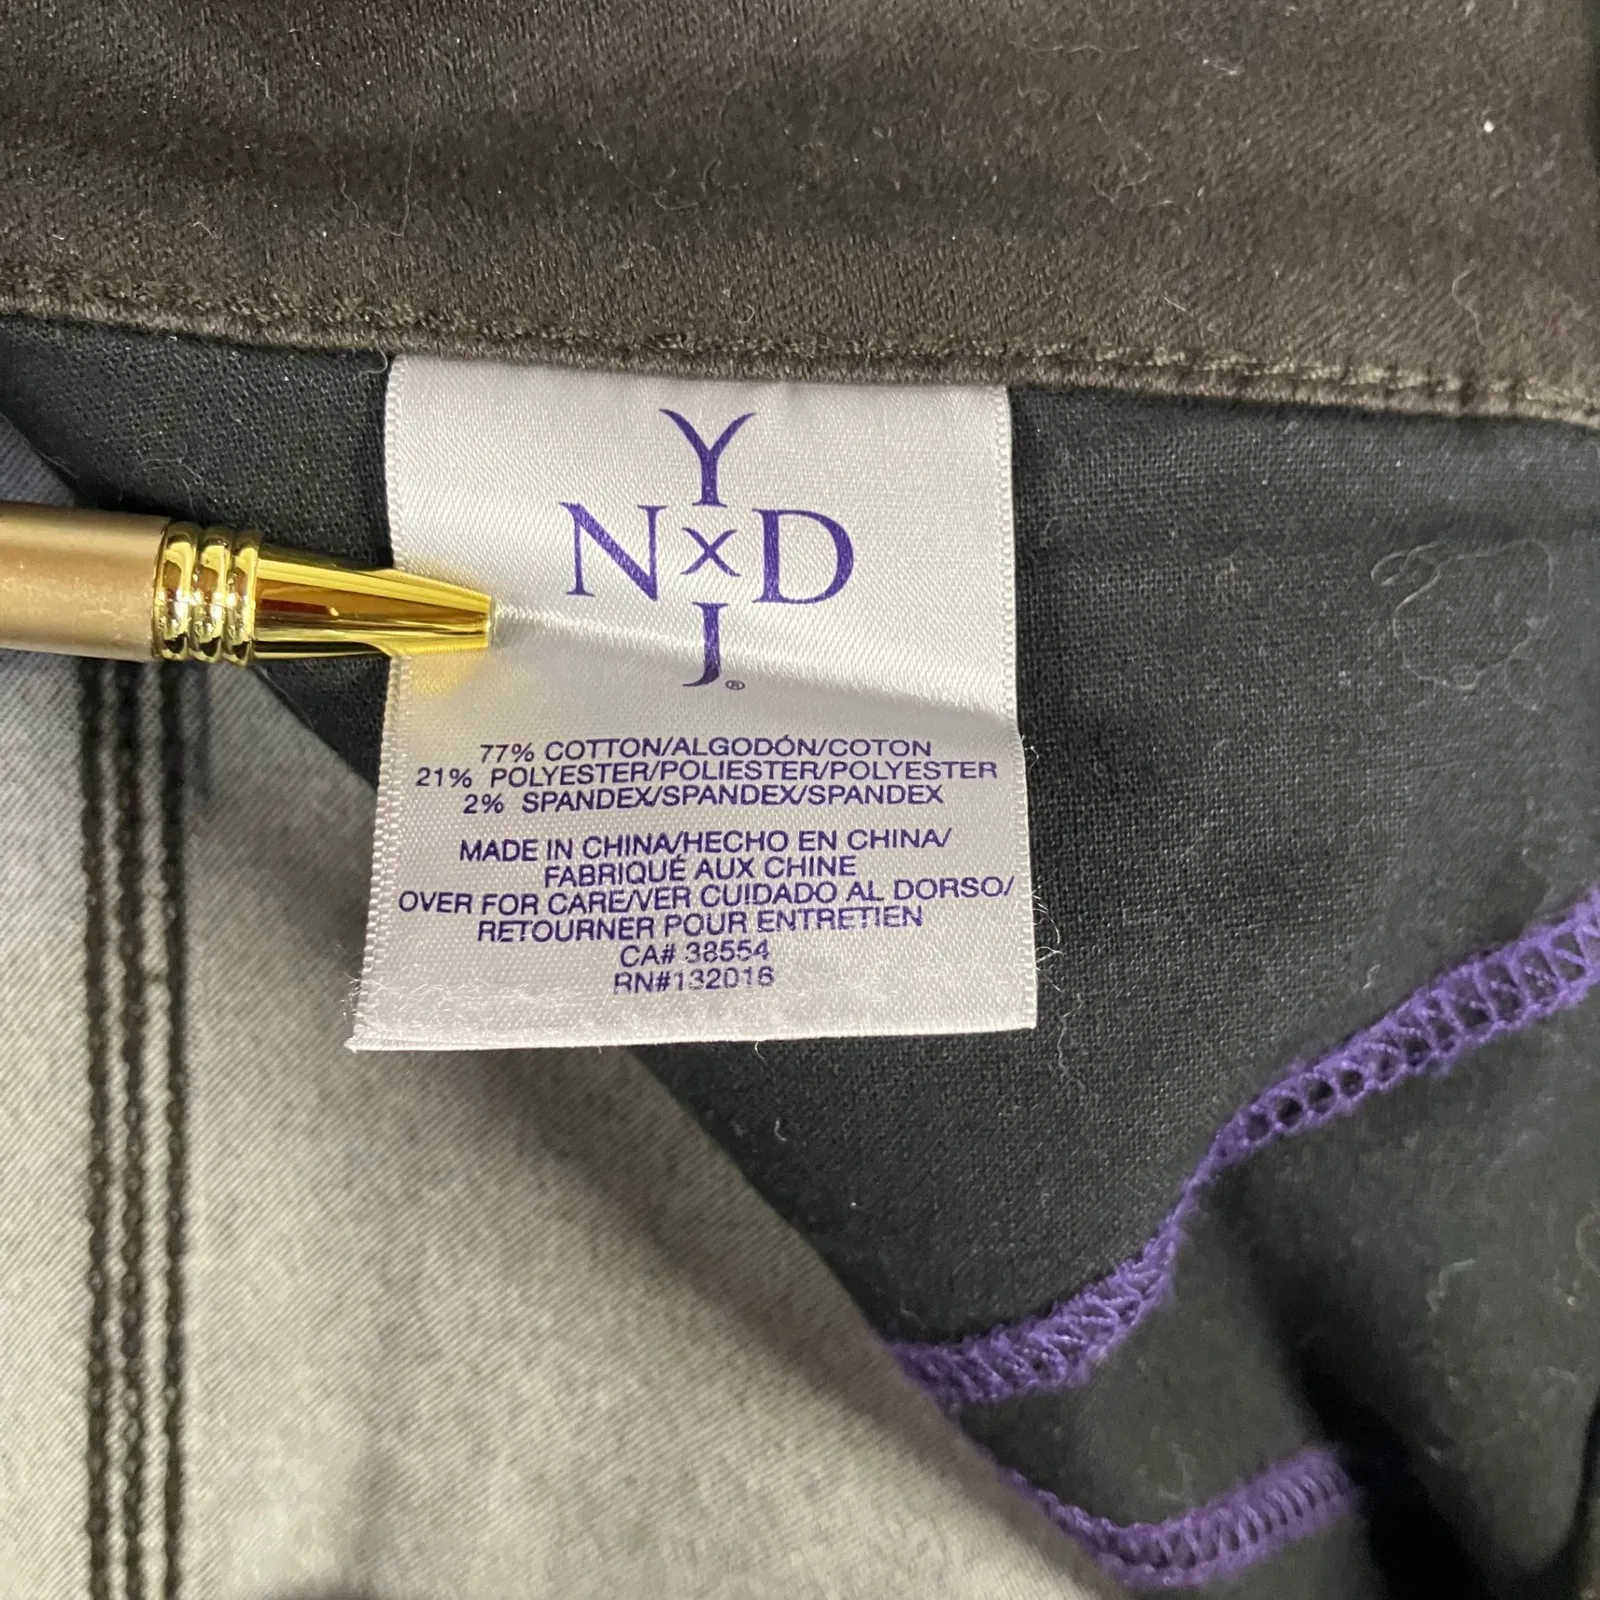 Y
N X D
J®
77% COTTON/ALGODÓN/COTON
21% POLYESTER/POLIESTER/POLYESTER
2% SPANDEX/SPANDEX/SPANDEX
MADE IN CHINA/HECHO EN CHINA/
FABRIQUÉ AUX CHINE
OVER FOR CARE/VER CUIDADO AL DORSO/
RETOURNER POUR ENTRETIEN
CA# 38554
RN#132016